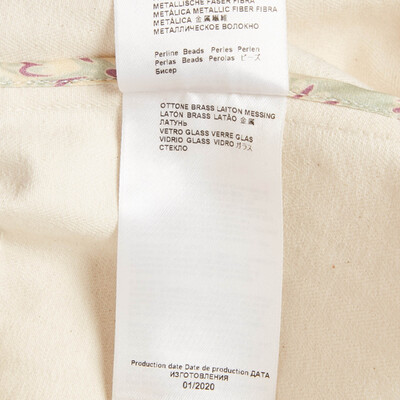 METALLISCHE FASER FIBRA
METÁLICA METALLIC FIBER FIBRA
METÁLICA 金属繊維
МЕТАЛЛИЧЕСКОЕ ВОЛОКНО
Perline Beads Perles Perlen
Perlas Beads Perolas ビーズ
Бисер
OTTONE BRASS LAITON MESSING
LATÓN BRASS LATÃO 金属
ЛАТУНЬ
VETRO GLASS VERRE GLAS
VIDRIO GLASS VIDRO ガラス
СТЕКЛО
Production date Date de production ДАТА
ИЗГОТОВЛЕНИЯ
01/2020